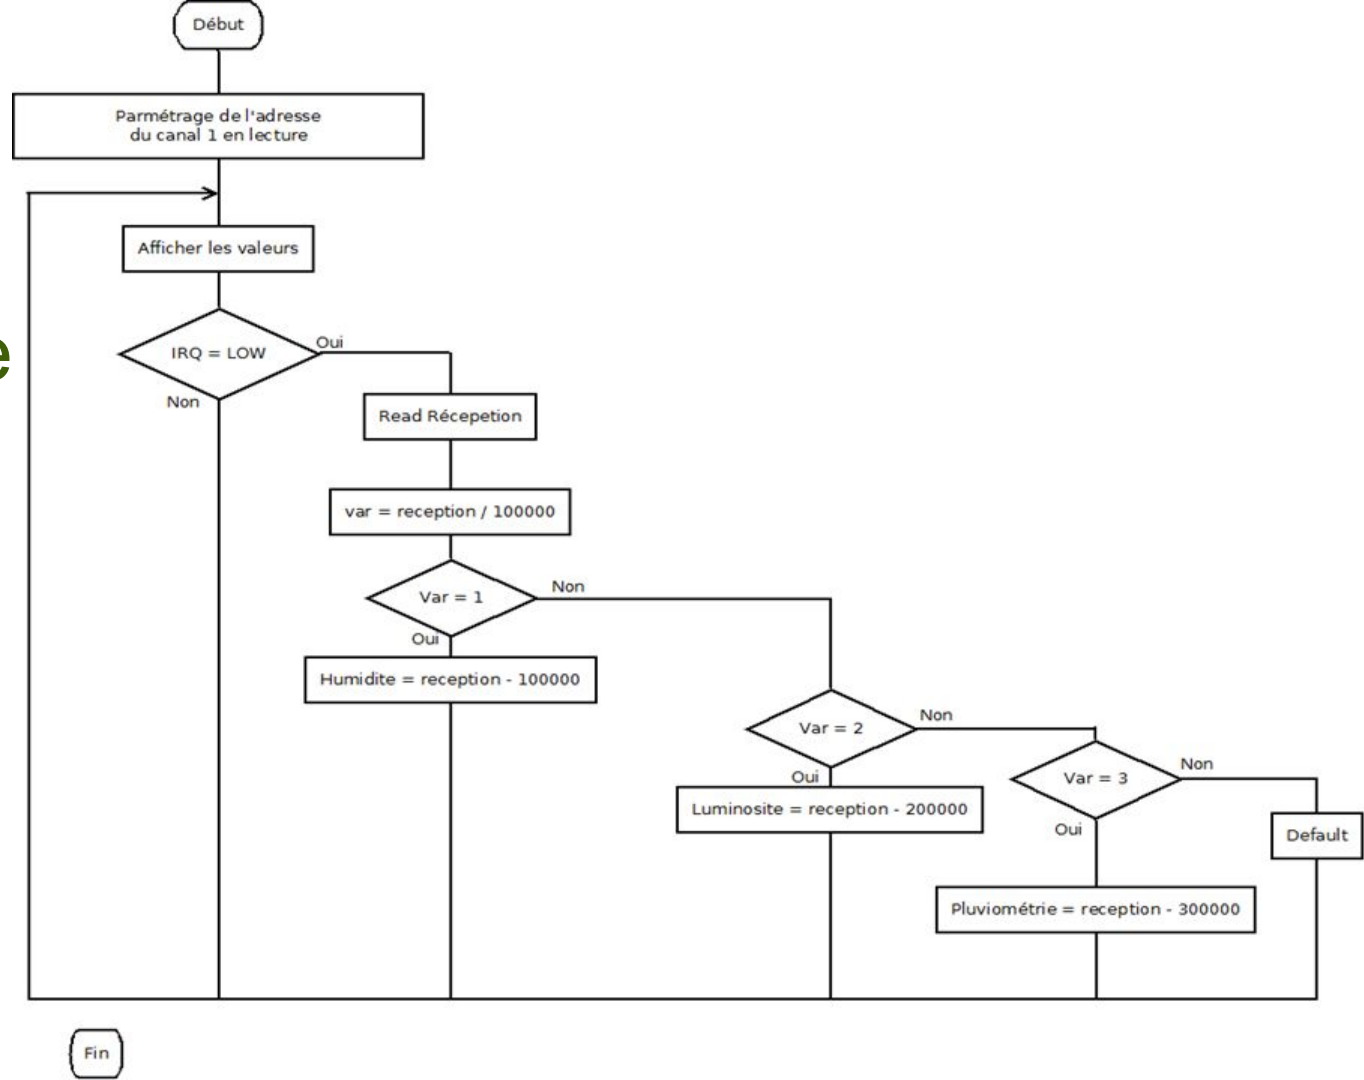 Début
Parmétrage de l'adresse
du canal 1 en lecture
Afficher les valeurs
IRQ = LOW
Oui
Non
Read Récepetion
var = reception / 100000
Var = 1
Non
Oui
Humidite = reception - 100000
Var = 2
Non
Oui
Luminosite = reception - 200000
Var = 3
Non
Oui
Default
Pluviométrie = reception - 300000
Fin